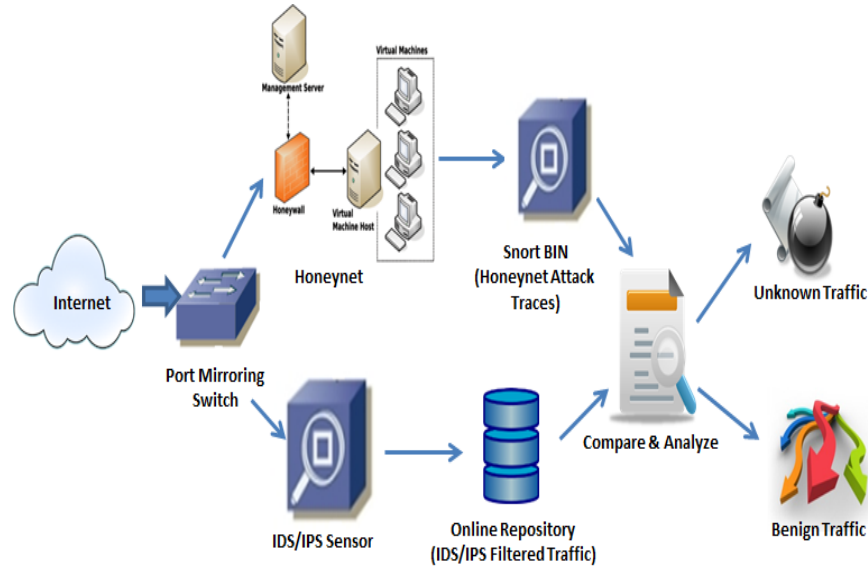 Virtual Machines
Management Server
Honeywall
Virtual
Machine Host
Honeynet
Snort BIN
(Honeynet Attack
Traces)
Internet
Unknown Traffic
Port Mirroring
Switch
Compare & Analyze
IDS/IPS Sensor
Online Repository
(IDS/IPS Filtered Traffic)
Benign Traffic